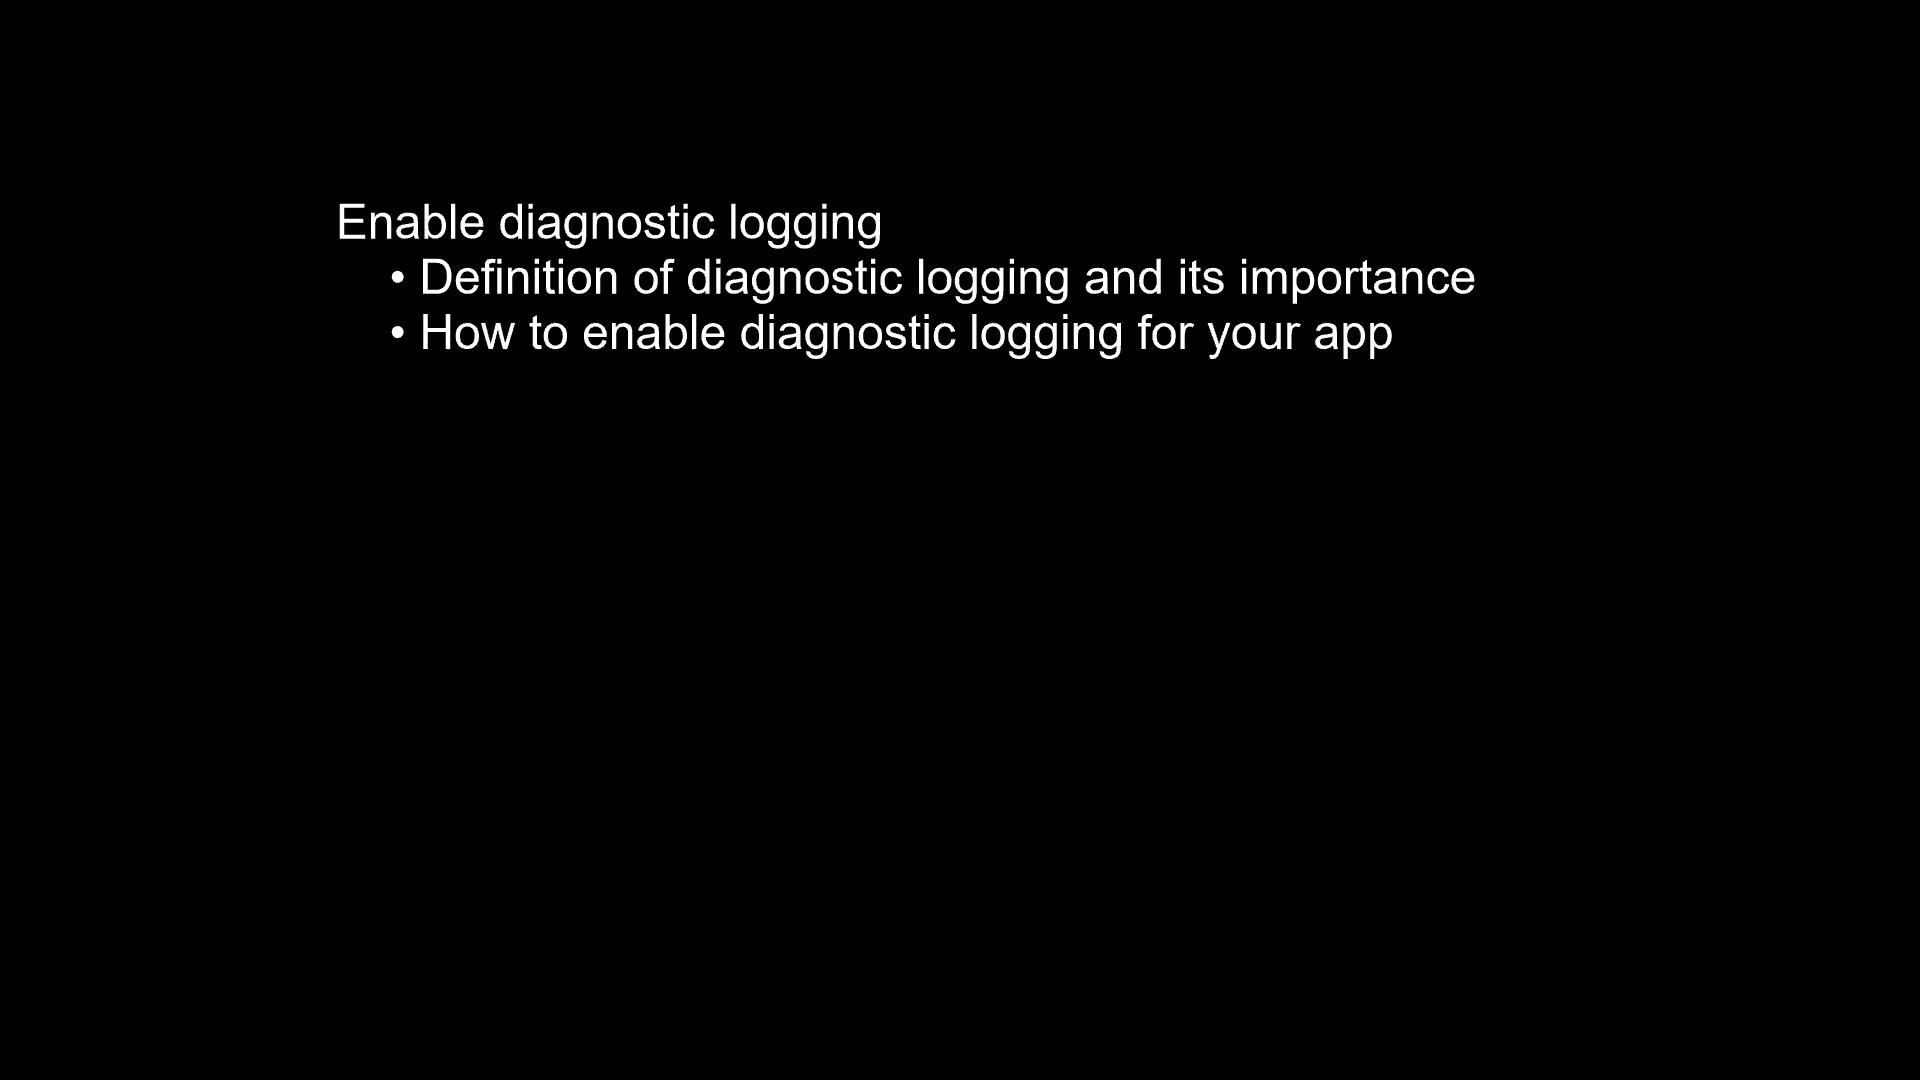 Enable diagnostic logging
• Definition of diagnostic logging and its importance
• How to enable diagnostic logging for your app